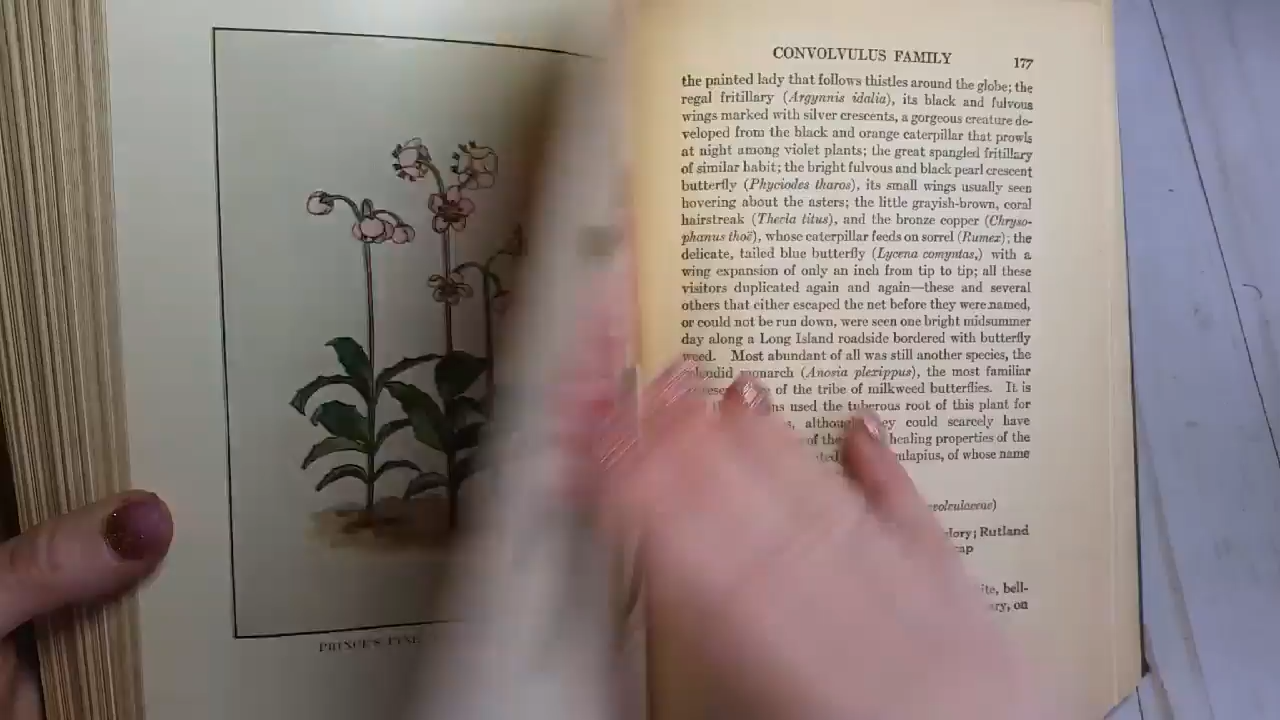 PRINCE'S PINE
CONVOLVULUS FAMILY 177
the painted lady that follows thistles around the globe; the
regal fritillary (Argynnis idalia), its black and fulvous
wings marked with silver crescents, a gorgeous creature de-
veloped from the black and orange caterpillar that prowls
at night among violet plants; the great spangled fritillary
of similar habit; the bright fulvous and black pearl crescent
butterfly (Phyciodes tharos), its small wings usually seen
hovering about the asters; the little grayish-brown, coral
hairstreak (Thecla titus), and the bronze copper (Chryso-
phanus thoë), whose caterpillar feeds on sorrel (Rumex); the
delicate, tailed blue butterfly (Lycena comyntas,) with a
wing expansion of only an inch from tip to tip; all these
visitors duplicated again and again—these and several
others that either escaped the net before they were named,
or could not be run down, were seen one bright midsummer
day along a Long Island roadside bordered with butterfly
weed. Most abundant of all was still another species, the
splendid monarch (Anosia plexippus), the most familiar
of the tribe of milkweed butterflies. It is
used the tuberous root of this plant for
could scarcely have
of the healing properties of the
of whose name
Rutland
bell-
on